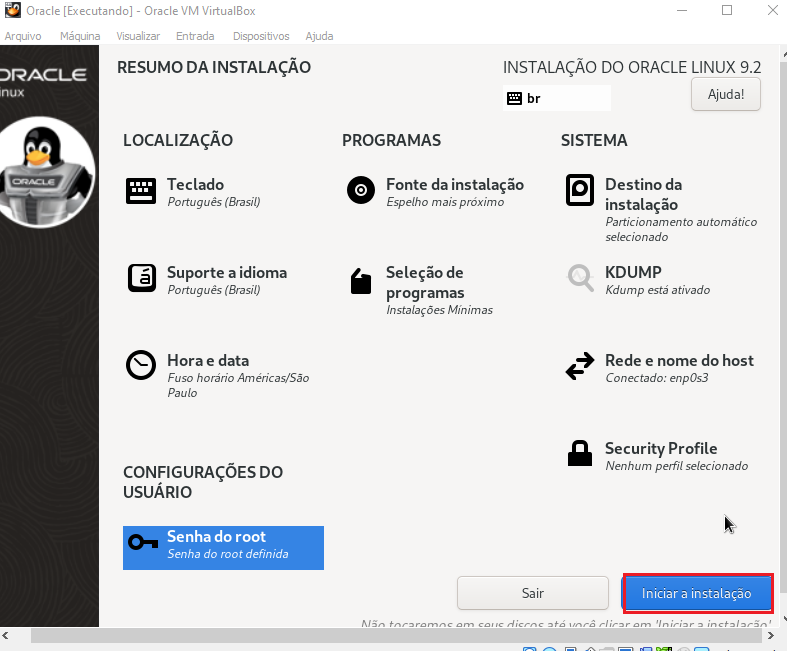 Oracle [Executando] - Oracle VM VirtualBox
Arquivo Máquina Visualizar Entrada Dispositivos Ajuda
ORACLE
inux
ORACLE
RESUMO DA INSTALAÇÃO
INSTALAÇÃO DO ORACLE LINUX 9.2
br
Ajuda!
LOCALIZAÇÃO
Teclado
Português (Brasil)
Suporte a idioma
Português (Brasil)
Hora e data
Fuso horário Américas/São
Paulo
PROGRAMAS
Fonte da instalação
Espelho mais próximo
Seleção de
programas
Instalações Mínimas
SISTEMA
Destino da
instalação
Particionamento automático
selecionado
KDUMP
Kdump está ativado
Rede e nome do host
Conectado: enp0s3
Security Profile
Nenhum perfil selecionado
CONFIGURAÇÕES DO
USUÁRIO
Senha do root
Senha do root definida
Sair
Iniciar a instalação
Não tocaremos em seus discos até você clicar em 'Iniciar a instalação'